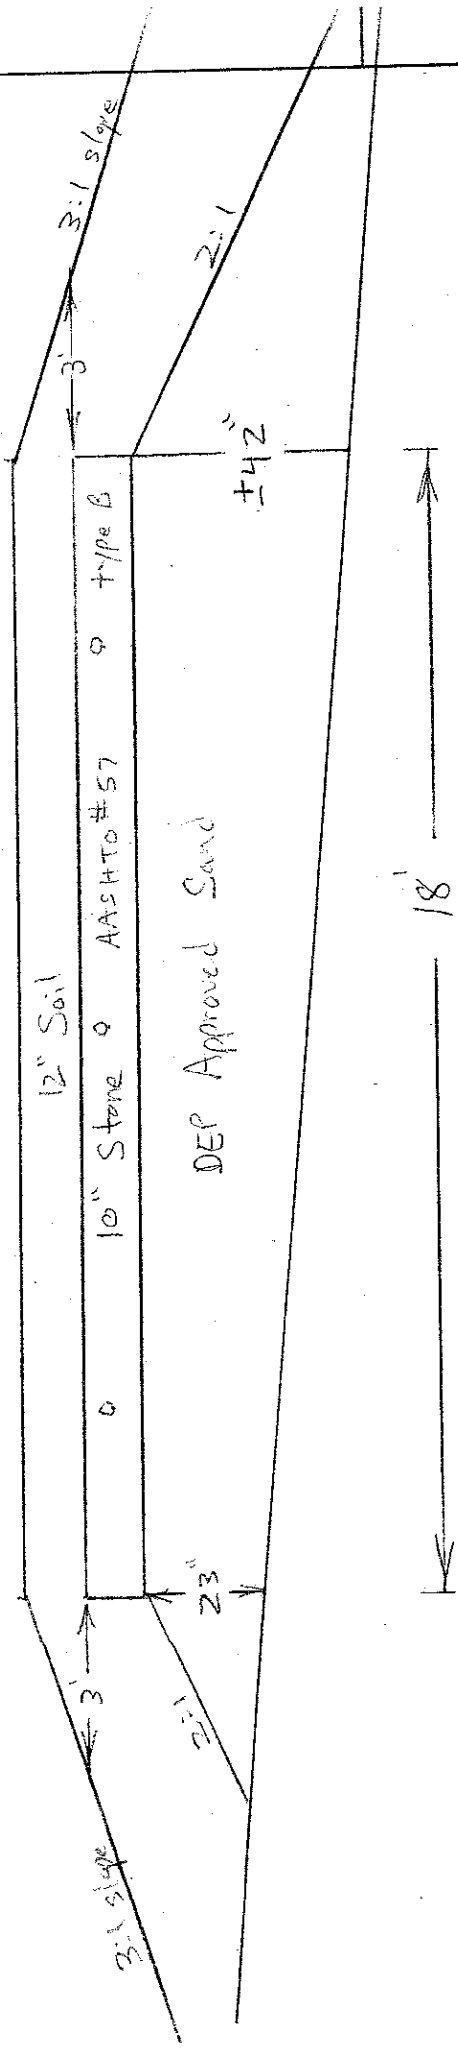 12" Soil
3:1 slope
3'
3'
3:1 slope
10" Stone
AASHTO #57
type B
2:1
23"
DEP Approved Sand
±42"
2:1
18'